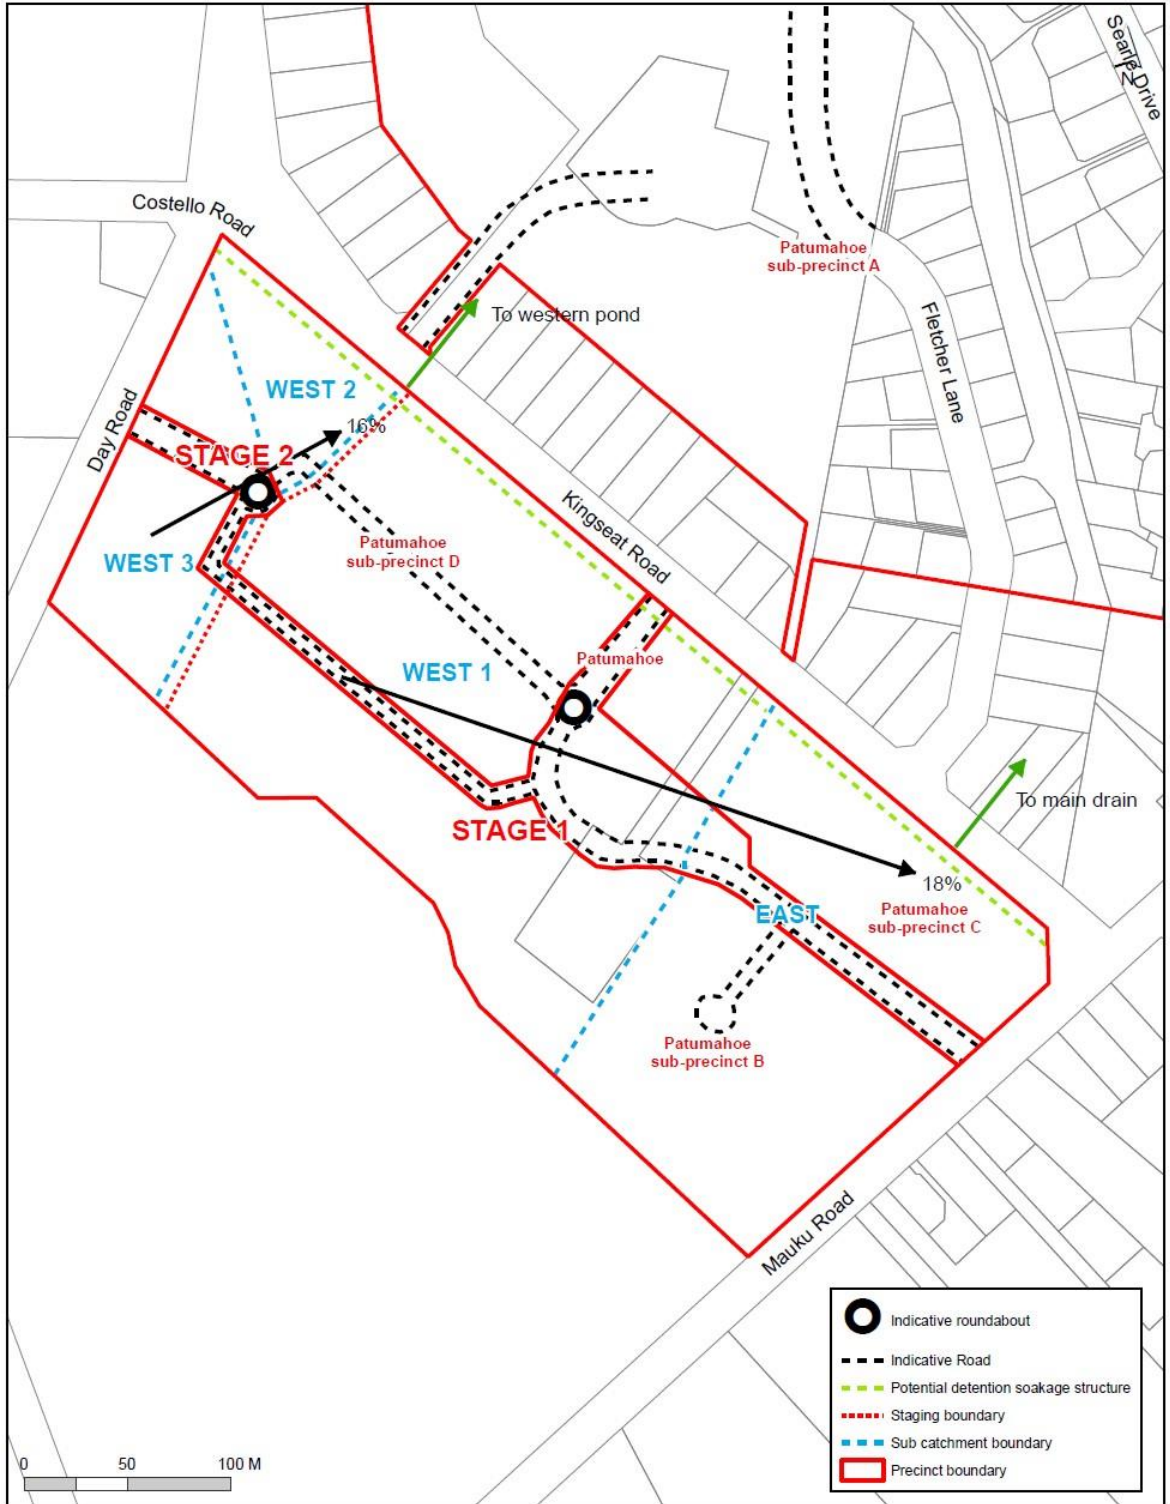 Searle Drive
N
Costello Road
Patumahoe
sub-precinct A
To western pond
Fletcher Lane
WEST 2
Day Road
16%
STAGE 2
Kingseat Road
Patumahoe
sub-precinct D
WEST 3
Patumahoe
WEST 1
To main drain
STAGE 1
18%
EAST
Patumahoe
sub-precinct C
Patumahoe
sub-precinct B
Mauku Road
Indicative roundabout
Indicative Road
Potential detention soakage structure
Staging boundary
Sub catchment boundary
Precinct boundary
0 50 100 M